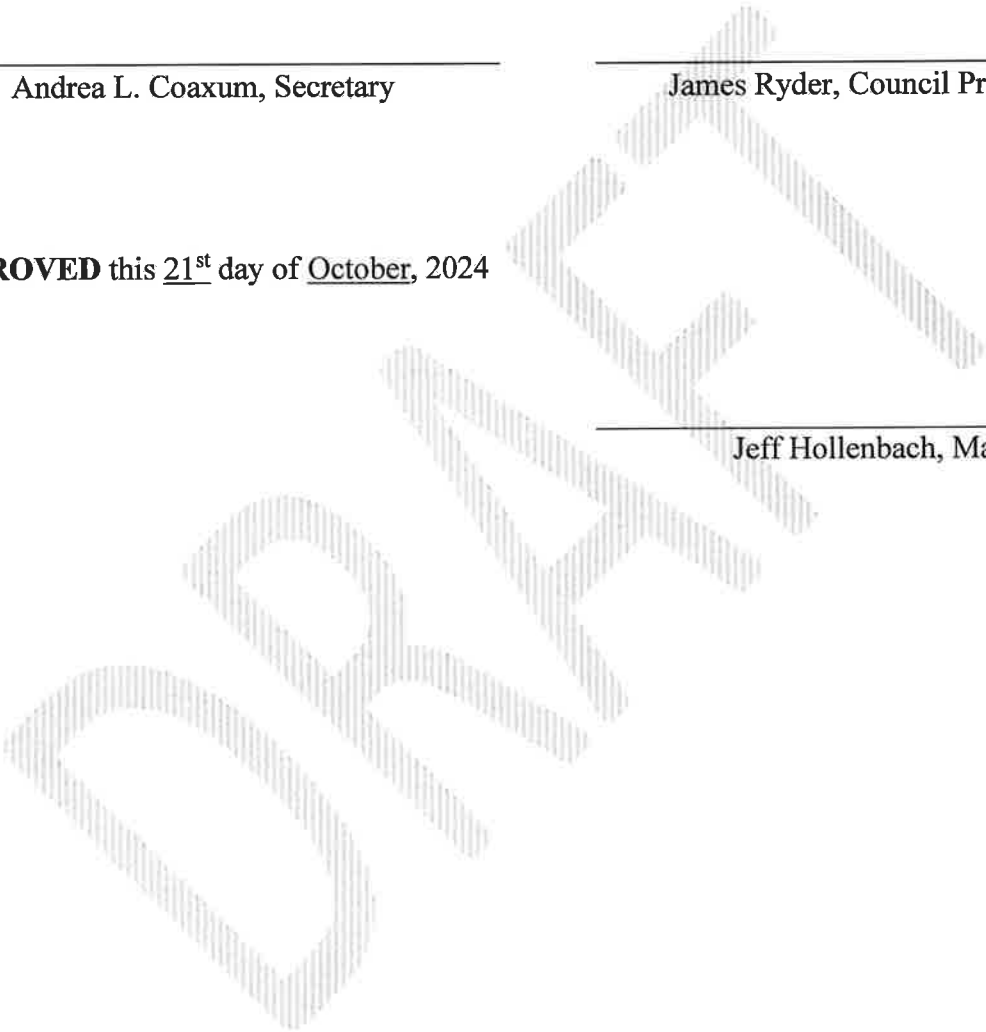 Andrea L. Coaxum, Secretary
James Ryder, Council Pr
ROVED this 21st day of October, 2024
Jeff Hollenbach, Ma
DRAFT